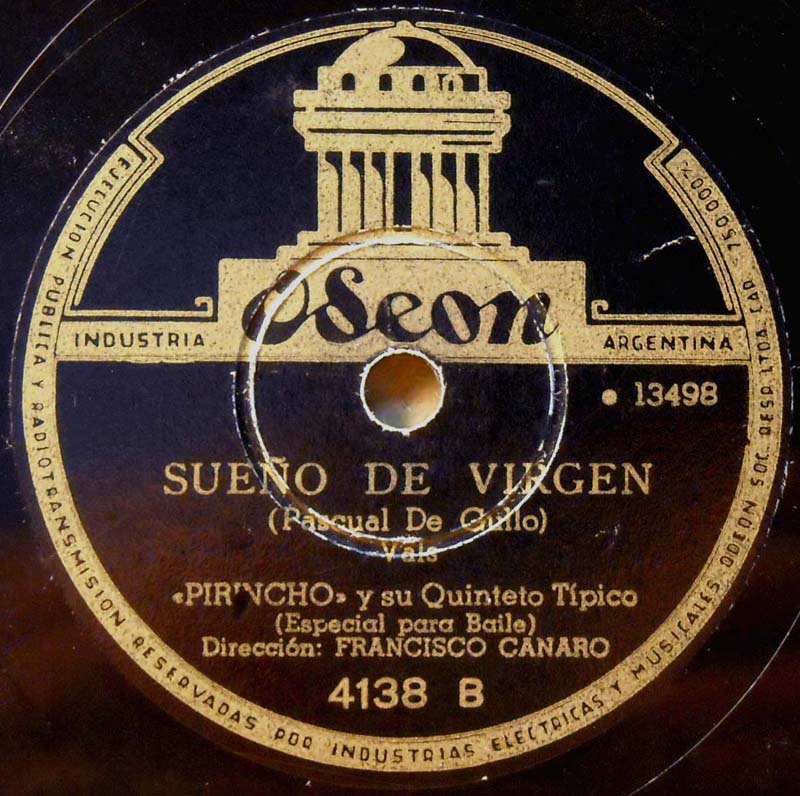 Odeon
INDUSTRIA ARGENTINA
• 13498
SUEÑO DE VIRGEN
(Pascual De Gullo)
Vals
«PIRINCHO» y su Quinteto Típico
(Especial para Baile)
Dirección: FRANCISCO CANARO
4138 B
EJECUCION PUBLICA Y RADIOTRANSMISION RESERVADAS POR INDUSTRIAS ELECTRICAS Y MUSICALES ODEON SOC. RESP. LTDA. CAP. 750.000%